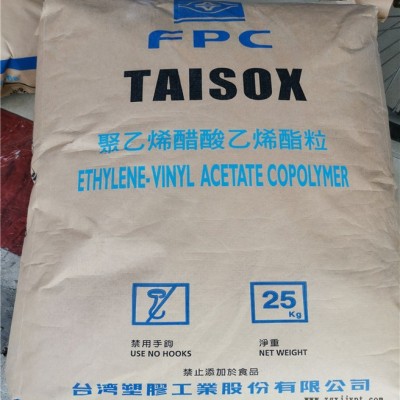 FPC
TAISOX
聚乙烯醋酸乙烯酯粒
ETHYLENE-VINYL ACETATE COPOLYMER
25
Kg
禁用手鈎
USE NO HOOKS
淨重
NET WEIGHT
禁止添加於食品
台湾塑膠工業股份有限公司